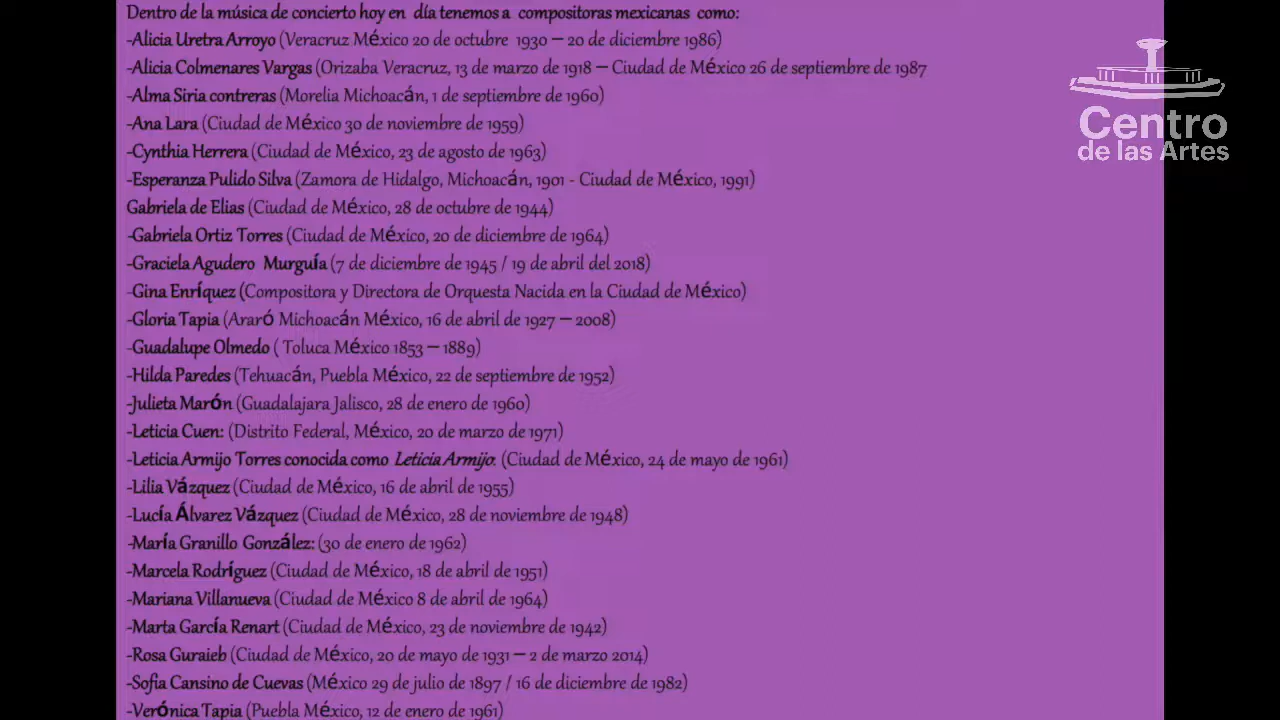 Dentro de la música de concierto hoy en día tenemos a compositoras mexicanas como:
-Alicia Uretra Arroyo (Veracruz México 20 de octubre 1930 – 20 de diciembre 1986)
-Alicia Colmenares Vargas (Orizaba Veracruz, 13 de marzo de 1918 – Ciudad de México 26 de septiembre de 1987
-Alma Siria contreras (Morelia Michoacán, 1 de septiembre de 1960)
-Ana Lara (Ciudad de México 30 de noviembre de 1959)
-Cynthia Herrera (Ciudad de México, 23 de agosto de 1963)
-Esperanza Pulido Silva (Zamora de Hidalgo, Michoacán, 1901 - Ciudad de México, 1991)
Gabriela de Elias (Ciudad de México, 28 de octubre de 1944)
-Gabriela Ortiz Torres (Ciudad de México, 20 de diciembre de 1964)
-Graciela Agudero Murguía (7 de diciembre de 1945 / 19 de abril del 2018)
-Gina Enríquez (Compositora y Directora de Orquesta Nacida en la Ciudad de México)
-Gloria Tapia (Araró Michoacán México, 16 de abril de 1927 – 2008)
-Guadalupe Olmedo ( Toluca México 1853 – 1889)
-Hilda Paredes (Tehuacán, Puebla México, 22 de septiembre de 1952)
-Julieta Marón (Guadalajara Jalisco, 28 de enero de 1960)
-Leticia Cuen: (Distrito Federal, México, 20 de marzo de 1971)
-Leticia Armijo Torres conocida como Leticia Armijo. (Ciudad de México, 24 de mayo de 1961)
-Lilia Vázquez (Ciudad de México, 16 de abril de 1955)
-Lucía Álvarez Vázquez (Ciudad de México, 28 de noviembre de 1948)
-María Granillo González: (30 de enero de 1962)
-Marcela Rodríguez (Ciudad de México, 18 de abril de 1951)
-Mariana Villanueva (Ciudad de México 8 de abril de 1964)
-Marta García Renart (Ciudad de México, 23 de noviembre de 1942)
-Rosa Guraieb (Ciudad de México, 20 de mayo de 1931 – 2 de marzo 2014)
-Sofia Cansino de Cuevas (México 29 de julio de 1897 / 16 de diciembre de 1982)
-Verónica Tapia (Puebla México, 12 de enero de 1961)
Centro
de las Artes